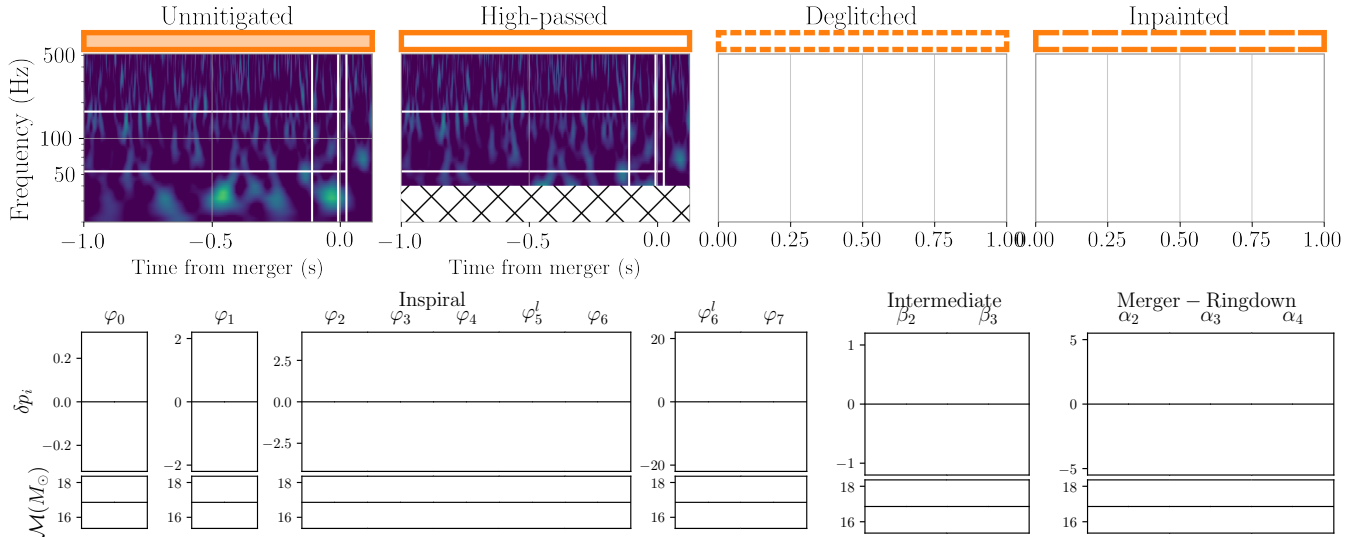 Unmitigated High-passed Deglitched Inpainted
500
100
50
Frequency (Hz)
−1.0 −0.5 0.0 −1.0 −0.5 0.0 0.00 0.25 0.50 0.75 1.00 0.00 0.25 0.50 0.75 1.00
Time from merger (s) Time from merger (s)
Inspiral Intermediate Merger − Ringdown
φ₀ φ₁ φ₂ φ₃ φ₄ φ₅ˡ φ₆ φ₆ˡ φ₇ β₂ β₃ α₂ α₃ α₄
δpᵢ
0.2 0.0 −0.2
2 0 −2
2.5 0.0 −2.5
20 0 −20
1 0 −1
5 0 −5
ℳ(M⊙)
18 18 18 18 18 18
16 16 16 16 16 16